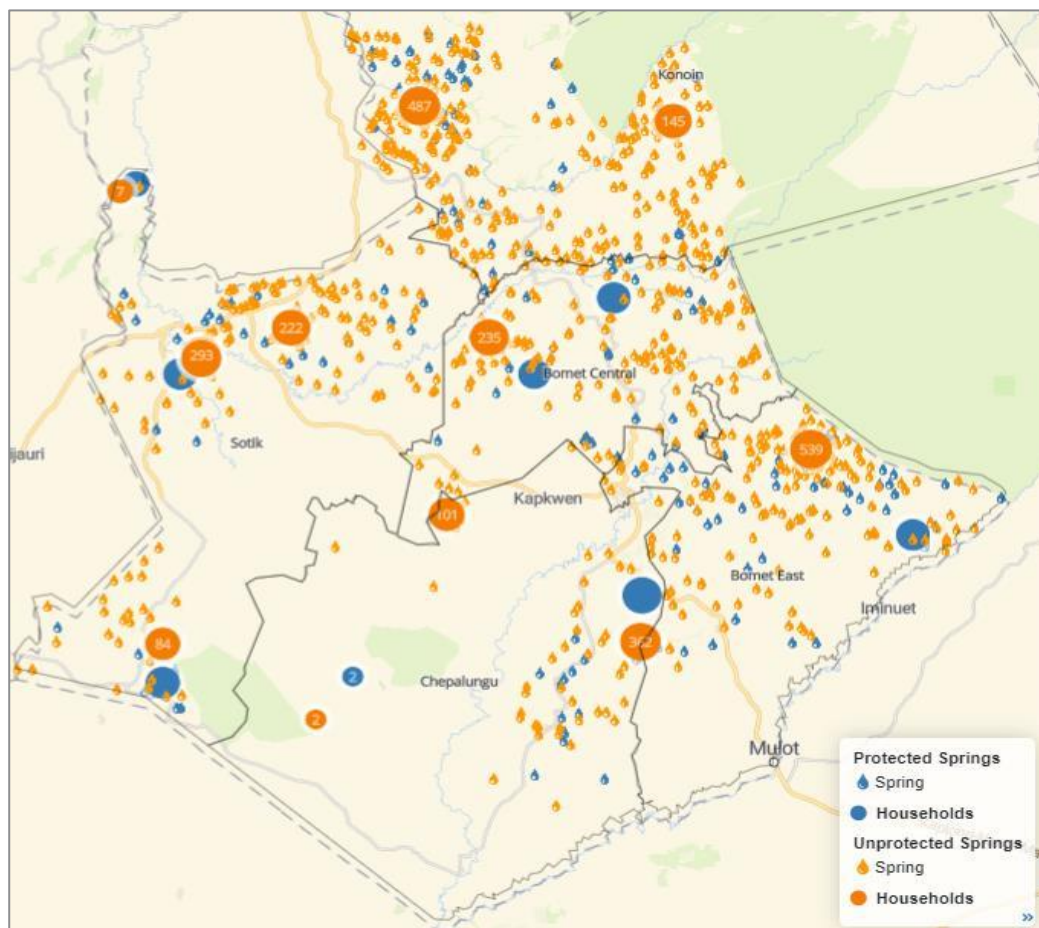 Konoin
487
145
7
222
293
235
Bomet Central
ijauri
Sotik
539
Kapkwen
101
Bomet East
Iminuet
84
362
2
Chepalungu
2
Mulot
Protected Springs
Spring
Households
Unprotected Springs
Spring
Households
»